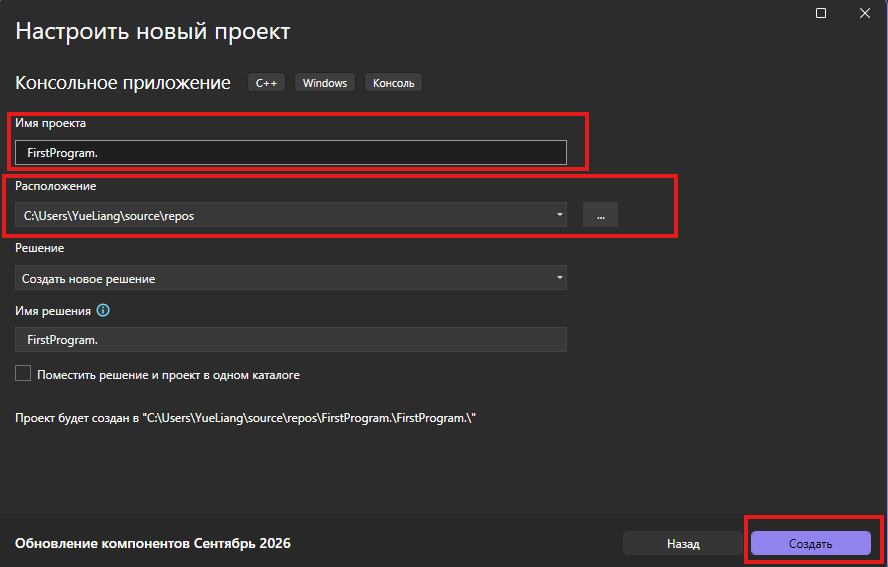 Настроить новый проект
Консольное приложение C++ Windows Консоль
Имя проекта
FirstProgram.
Расположение
C:\Users\YueLiang\source\repos
...
Решение
Создать новое решение
Имя решения
FirstProgram.
Поместить решение и проект в одном каталоге
Проект будет создан в "C:\Users\YueLiang\source\repos\FirstProgram.\FirstProgram.\"
Обновление компонентов Сентябрь 2026 Назад Создать